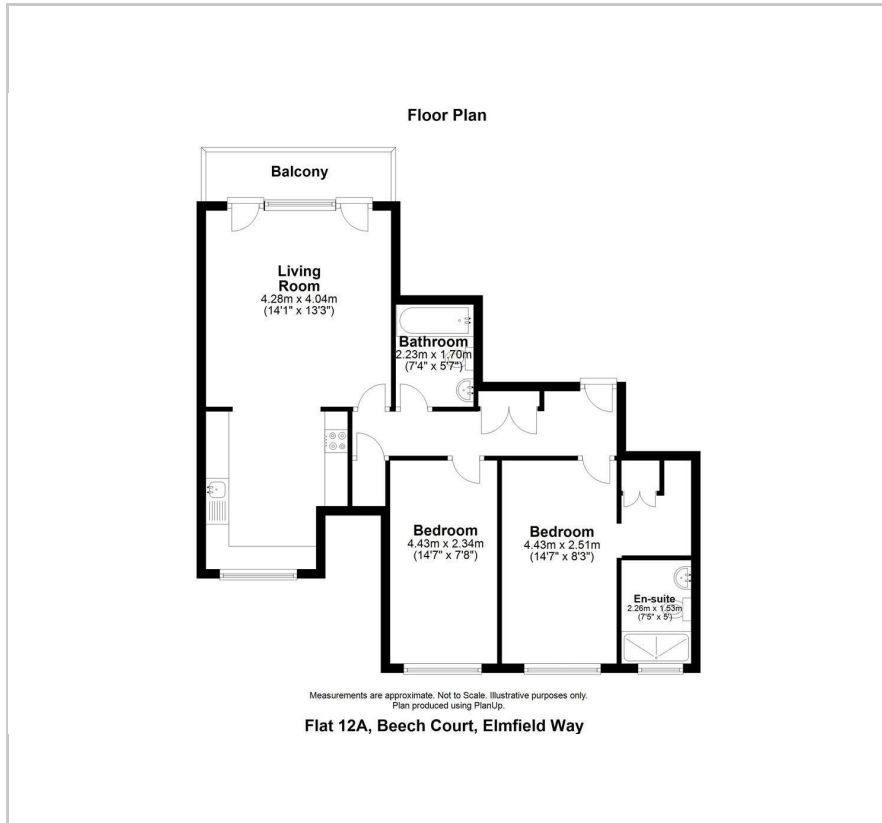 Floor Plan
Balcony
Living
Room
4.28m x 4.04m
(14'1" x 13'3")
Bathroom
2.23m x 1.70m
(7'4" x 5'7")
Bedroom
4.43m x 2.34m
(14'7" x 7'8")
Bedroom
4.43m x 2.51m
(14'7" x 8'3")
En-suite
2.26m x 1.53m
(7'5" x 5')
Measurements are approximate. Not to Scale. Illustrative purposes only.
Plan produced using PlanUp.
Flat 12A, Beech Court, Elmfield Way